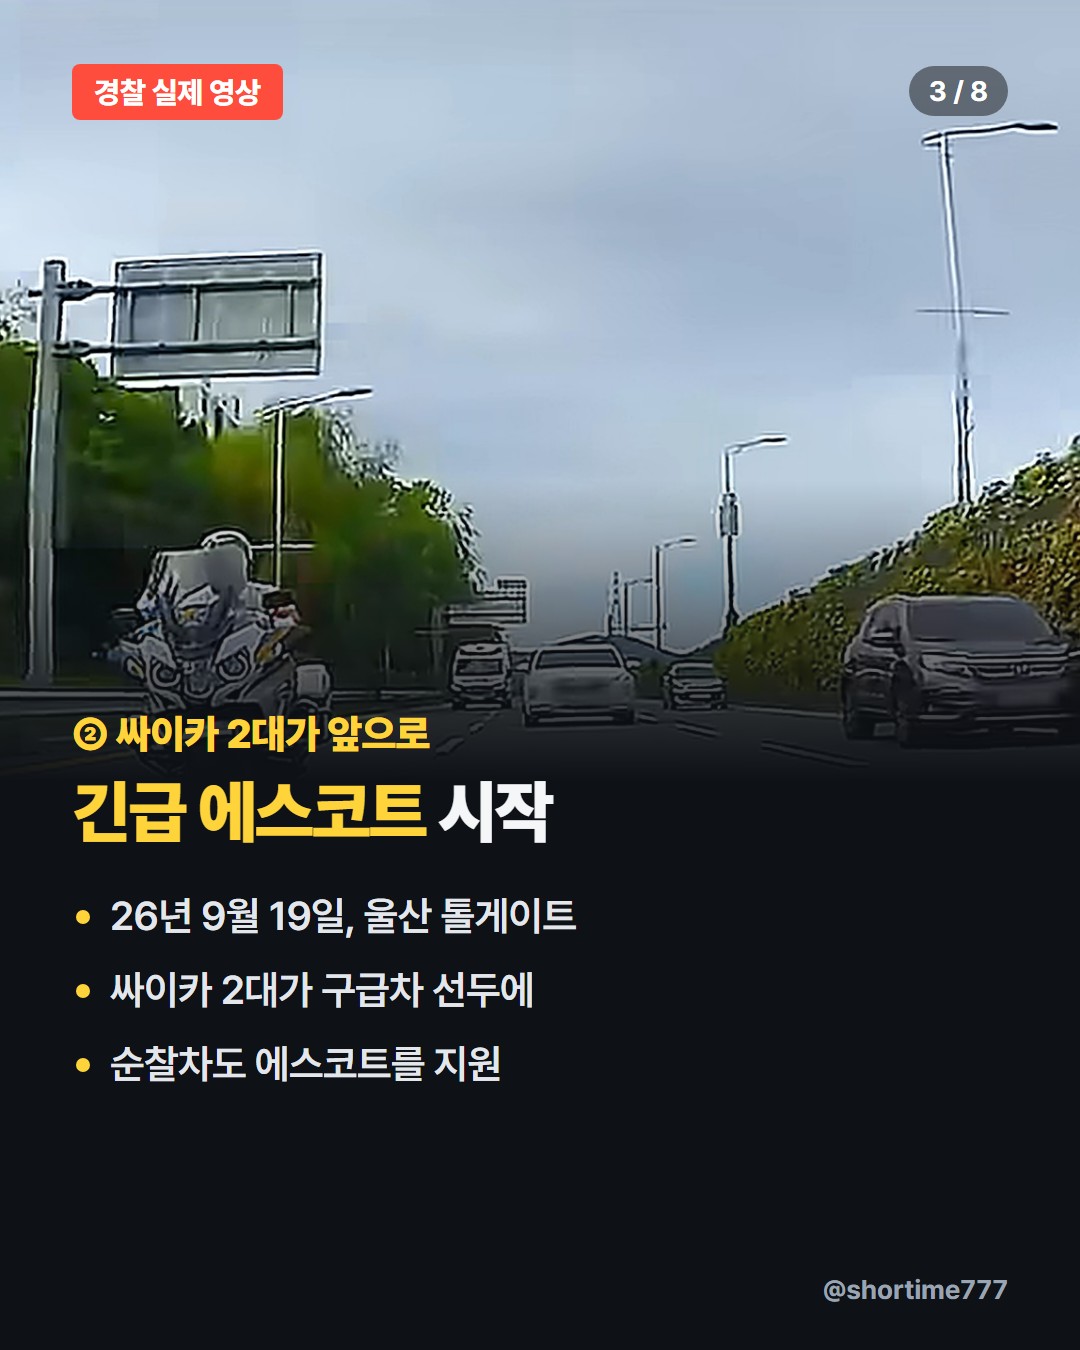 경찰 실제 영상
3 / 8
② 싸이카 2대가 앞으로
긴급 에스코트 시작
• 26년 9월 19일, 울산 톨게이트
• 싸이카 2대가 구급차 선두에
• 순찰차도 에스코트를 지원
@shortime777